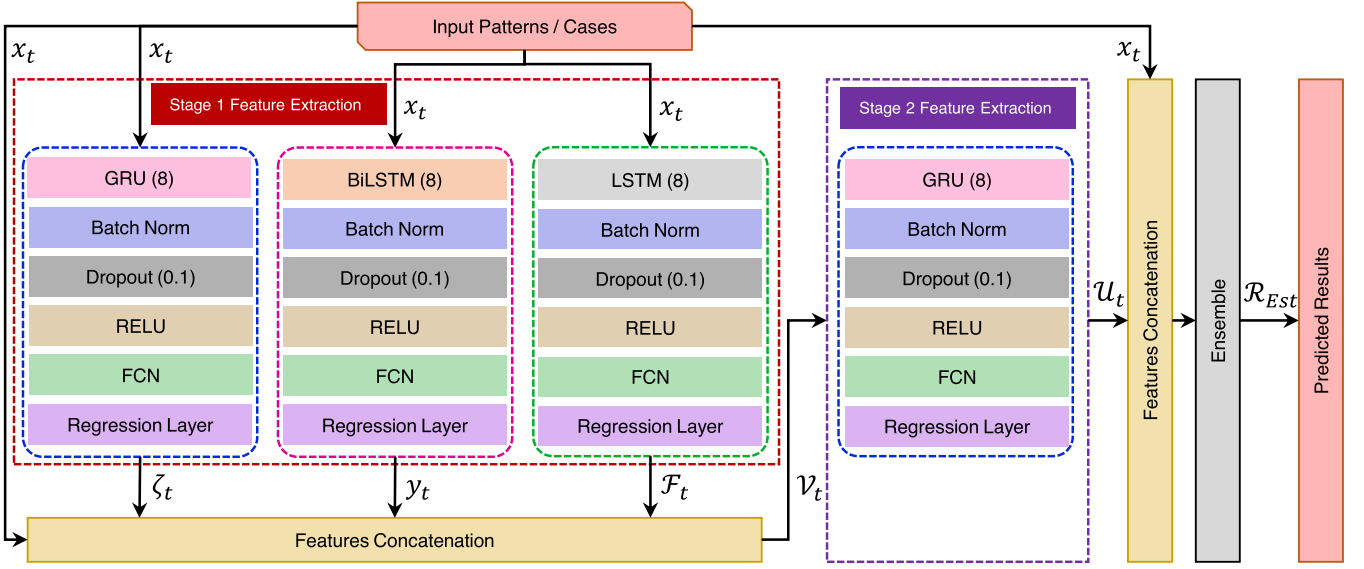 Input Patterns / Cases
x_t
x_t
x_t
x_t
x_t
Stage 1 Feature Extraction
GRU (8)
Batch Norm
Dropout (0.1)
RELU
FCN
Regression Layer
BiLSTM (8)
Batch Norm
Dropout (0.1)
RELU
FCN
Regression Layer
LSTM (8)
Batch Norm
Dropout (0.1)
RELU
FCN
Regression Layer
ζ_t
y_t
ℱ_t
Features Concatenation
𝒱_t
Stage 2 Feature Extraction
GRU (8)
Batch Norm
Dropout (0.1)
RELU
FCN
Regression Layer
𝒰_t
Features Concatenation
Ensemble
ℛ_Est
Predicted Results